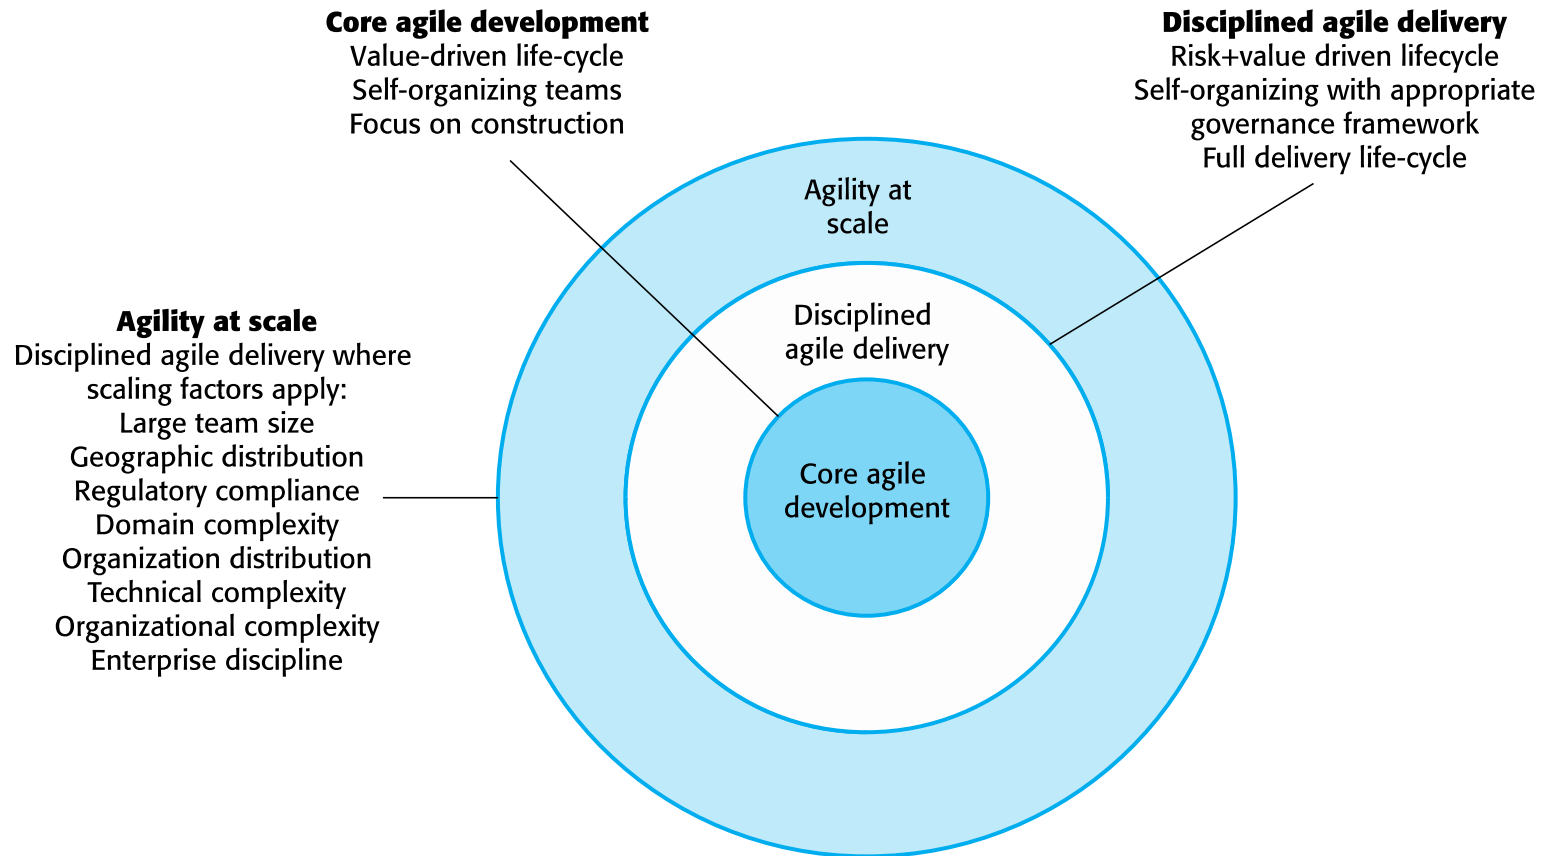 Core agile development
Value-driven life-cycle
Self-organizing teams
Focus on construction
Disciplined agile delivery
Risk+value driven lifecycle
Self-organizing with appropriate
governance framework
Full delivery life-cycle
Agility at scale
Disciplined agile delivery where
scaling factors apply:
Large team size
Geographic distribution
Regulatory compliance
Domain complexity
Organization distribution
Technical complexity
Organizational complexity
Enterprise discipline
Agility at
scale
Disciplined
agile delivery
Core agile
development